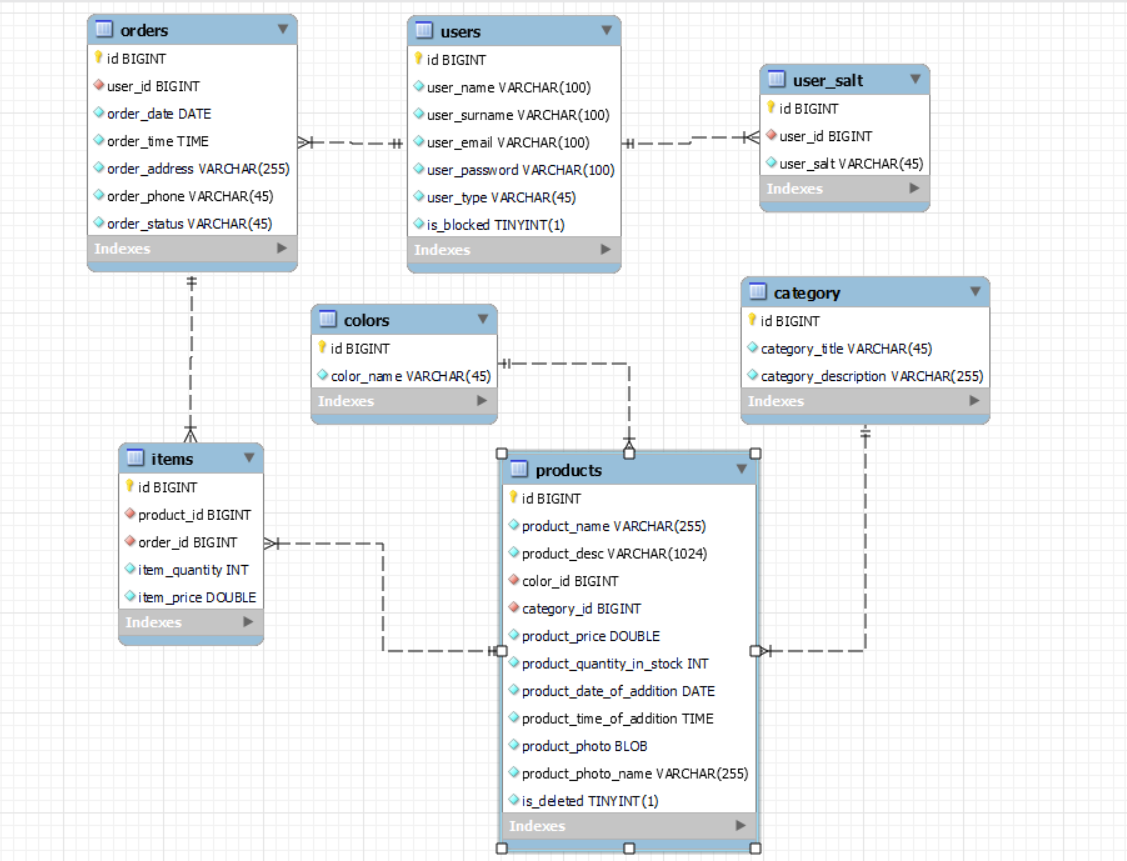 orders
id BIGINT
user_id BIGINT
order_date DATE
order_time TIME
order_address VARCHAR(255)
order_phone VARCHAR(45)
order_status VARCHAR(45)
Indexes
users
id BIGINT
user_name VARCHAR(100)
user_surname VARCHAR(100)
user_email VARCHAR(100)
user_password VARCHAR(100)
user_type VARCHAR(45)
is_blocked TINYINT(1)
Indexes
user_salt
id BIGINT
user_id BIGINT
user_salt VARCHAR(45)
Indexes
colors
id BIGINT
color_name VARCHAR(45)
Indexes
category
id BIGINT
category_title VARCHAR(45)
category_description VARCHAR(255)
Indexes
items
id BIGINT
product_id BIGINT
order_id BIGINT
item_quantity INT
item_price DOUBLE
Indexes
products
id BIGINT
product_name VARCHAR(255)
product_desc VARCHAR(1024)
color_id BIGINT
category_id BIGINT
product_price DOUBLE
product_quantity_in_stock INT
product_date_of_addition DATE
product_time_of_addition TIME
product_photo BLOB
product_photo_name VARCHAR(255)
is_deleted TINYINT(1)
Indexes